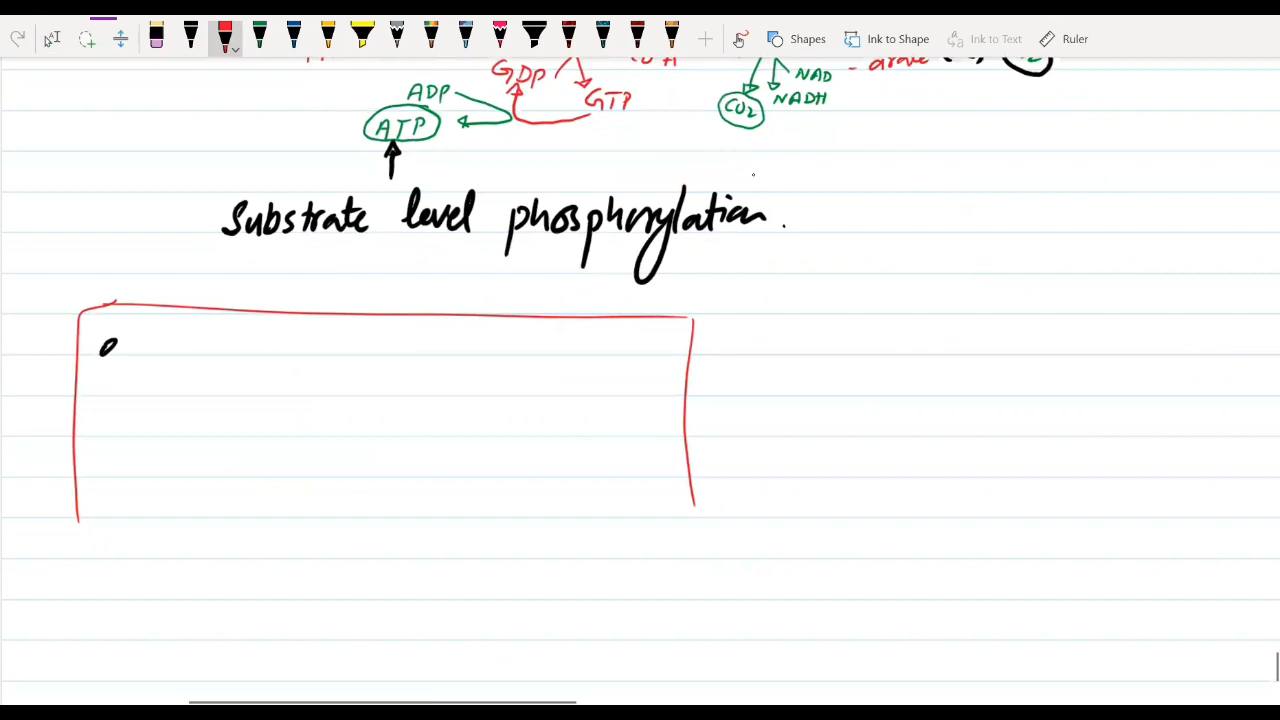 Shapes Ink to Shape Ink to Text Ruler
GDP NAD
ADP GTP CO2 NADH
ATP
Substrate level phosphorylation.